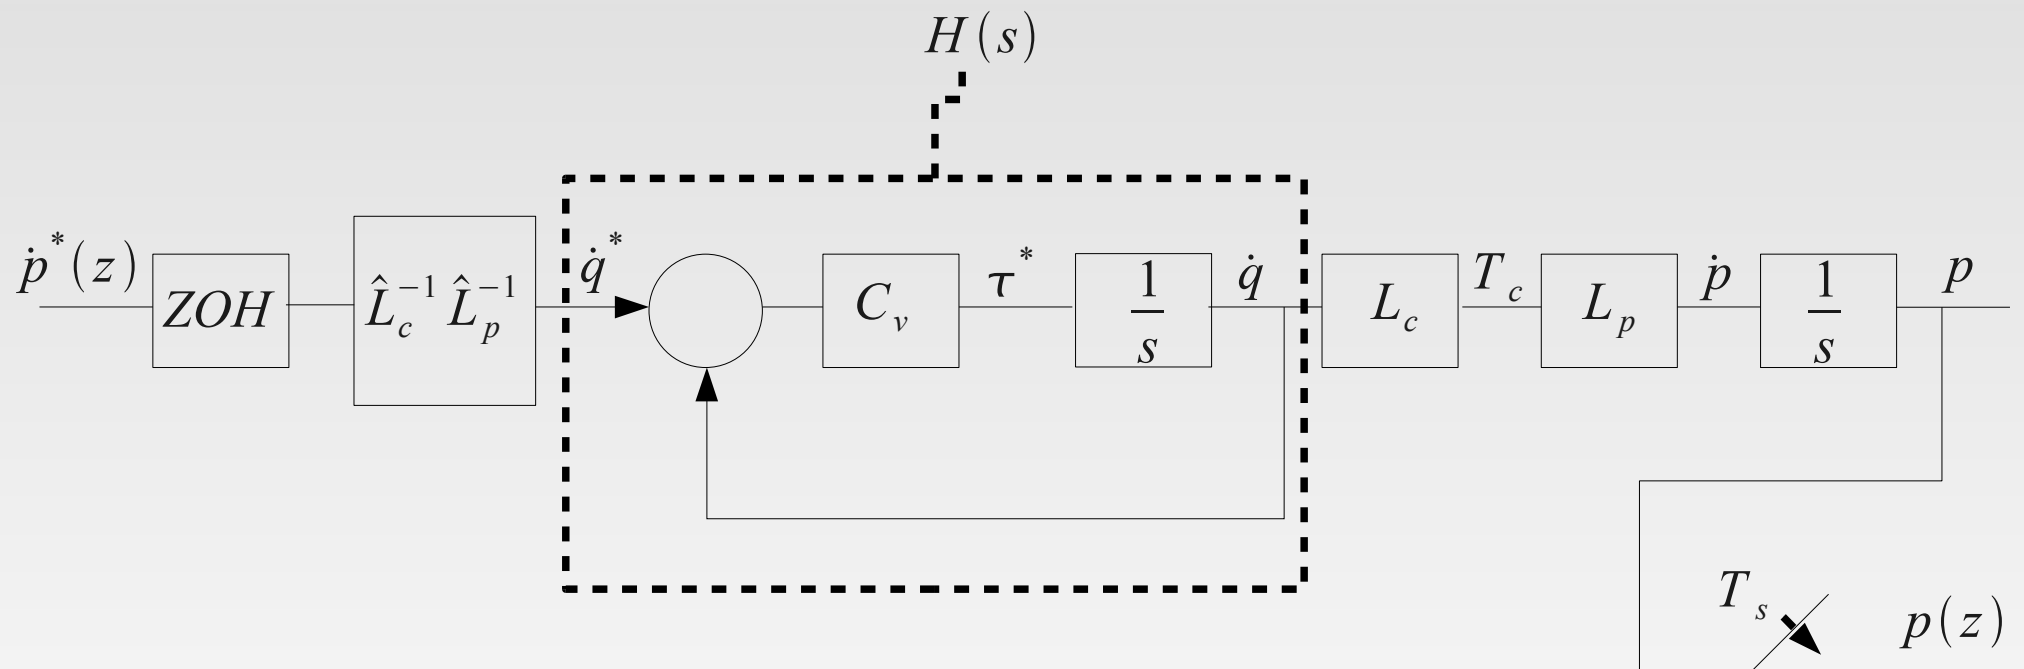 H(s)
ṗ*(z)
ZOH
L̂c⁻¹ L̂p⁻¹
q̇*
Cv
τ*
1
s
q̇
Lc
Tc
Lp
ṗ
1
s
p
Ts
p(z)